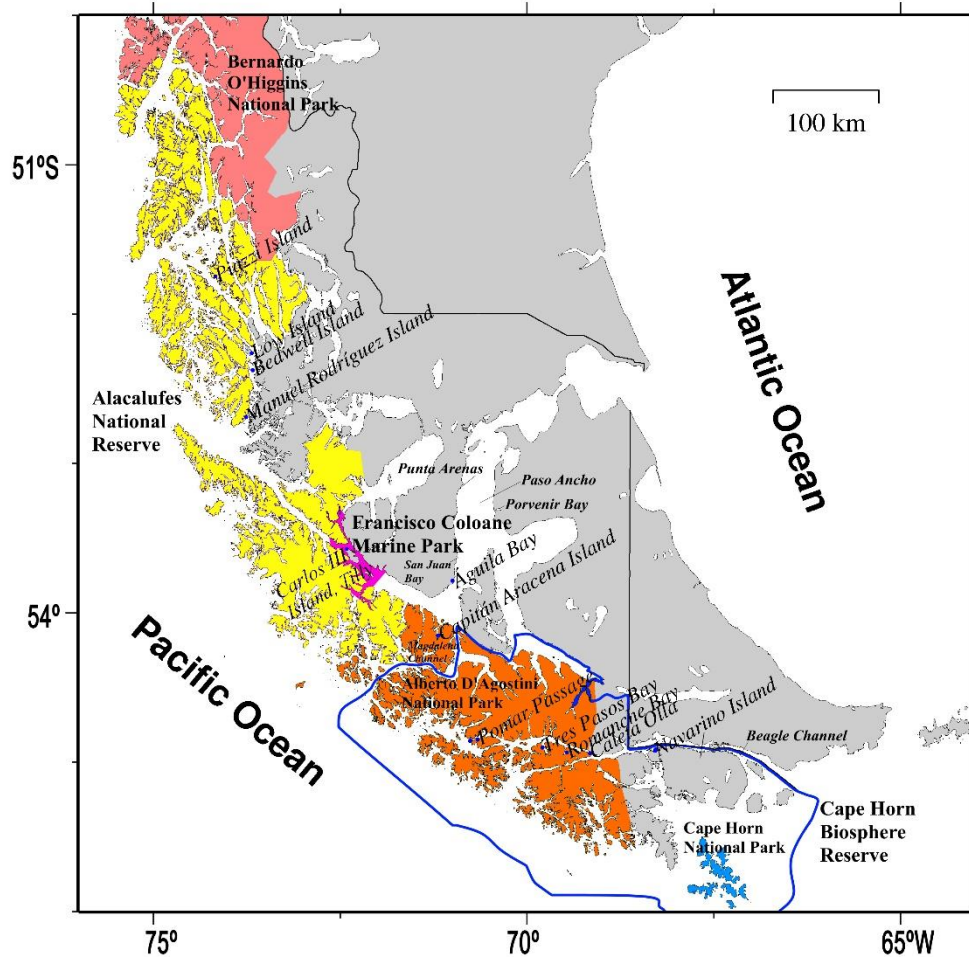 Bernardo
O'Higgins
National Park
100 km
51ºS
Piazzi Island
Atlantic Ocean
Low Island
Bedwell Island
Manuel Rodríguez Island
Alacalufes
National
Reserve
Punta Arenas
Paso Ancho
Porvenir Bay
Francisco Coloane
Marine Park
San Juan
Bay
Águila Bay
Carlos III
Island, Tilly
Capitán Aracena Island
54º
Magdalena
Channel
Pacific Ocean
Alberto D'Agostini
National Park
Pomar Passage
Tres Pasos Bay
Romanche Bay
Caleta Olla
Navarino Island
Beagle Channel
Cape Horn
Biosphere
Reserve
Cape Horn
National Park
75º
70º
65ºW